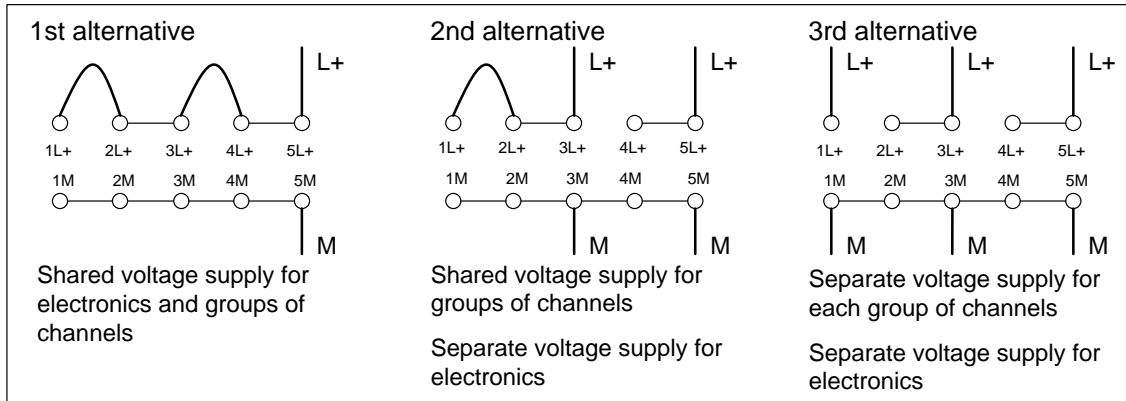 1st alternative
L+
1L+ 2L+ 3L+ 4L+ 5L+
1M 2M 3M 4M 5M
M
Shared voltage supply for
electronics and groups of
channels
2nd alternative
L+ L+
1L+ 2L+ 3L+ 4L+ 5L+
1M 2M 3M 4M 5M
M M
Shared voltage supply for
groups of channels
Separate voltage supply for
electronics
3rd alternative
L+ L+ L+
1L+ 2L+ 3L+ 4L+ 5L+
1M 2M 3M 4M 5M
M M M
Separate voltage supply for
each group of channels
Separate voltage supply for
electronics